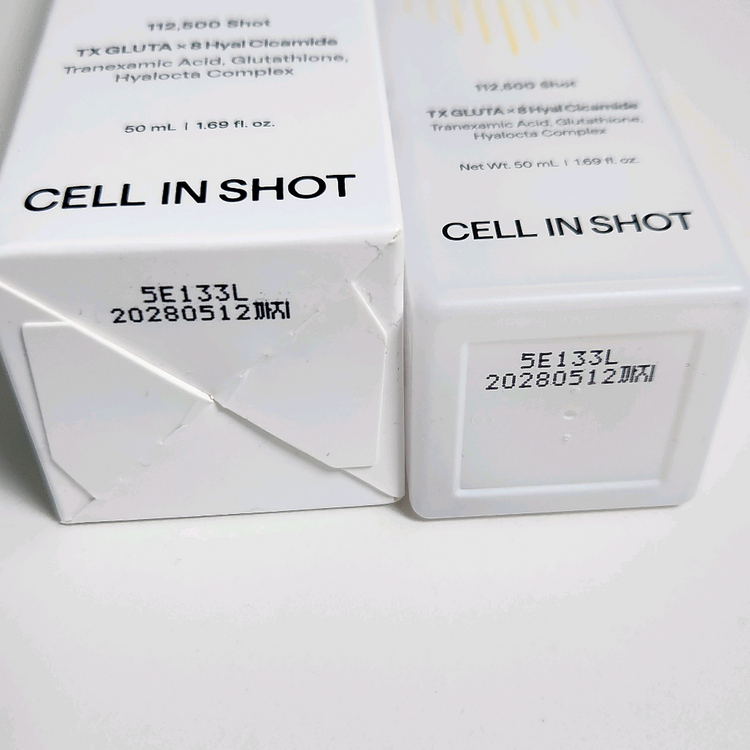 112,500 Shot
TX GLUTA × 8 Hyal Cicamide
Tranexamic Acid, Glutathione,
Hyalocta Complex
50 mL | 1.69 fl. oz.
CELL IN SHOT
5E133L
20280512까지
112,500 Shot
TX GLUTA × 8 Hyal Cicamide
Tranexamic Acid, Glutathione,
Hyalocta Complex
Net Wt. 50 mL | 1.69 fl. oz.
CELL IN SHOT
5E133L
20280512까지